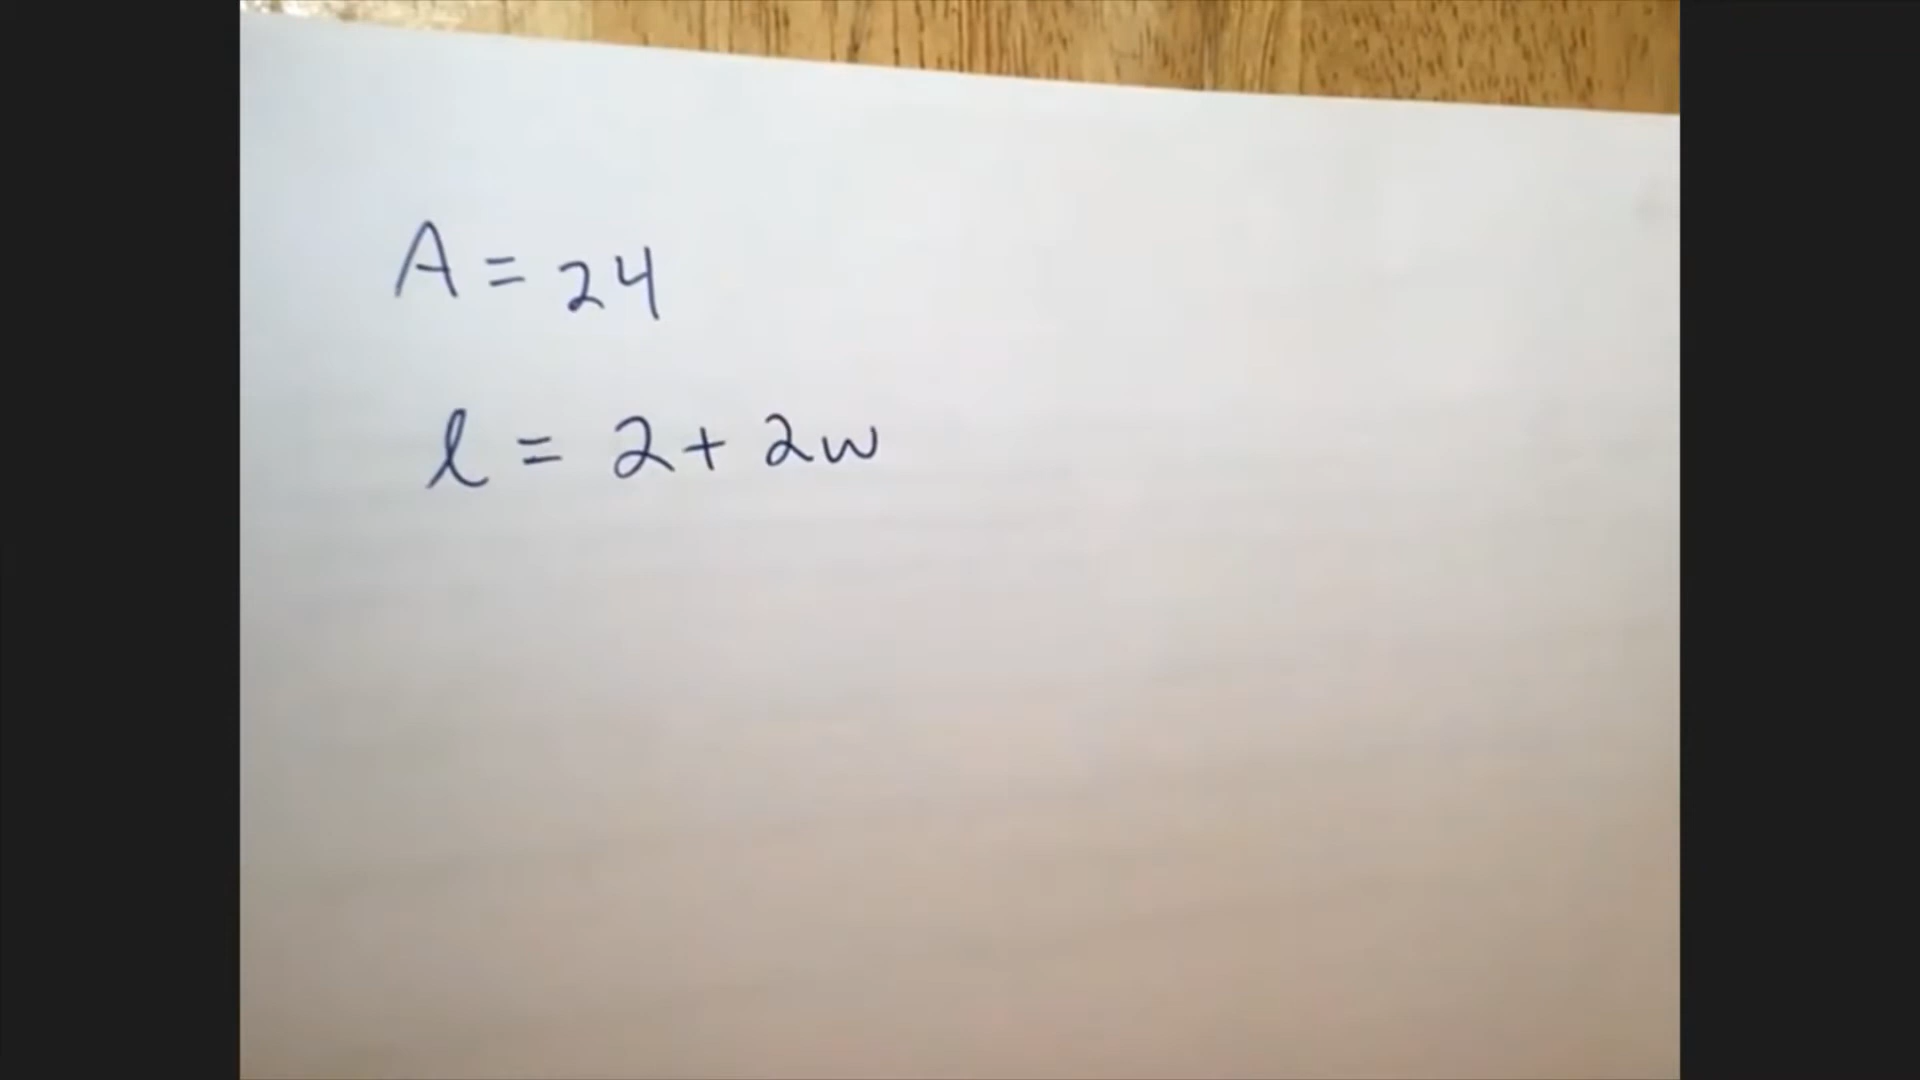 A = 24
l = 2 + 2w